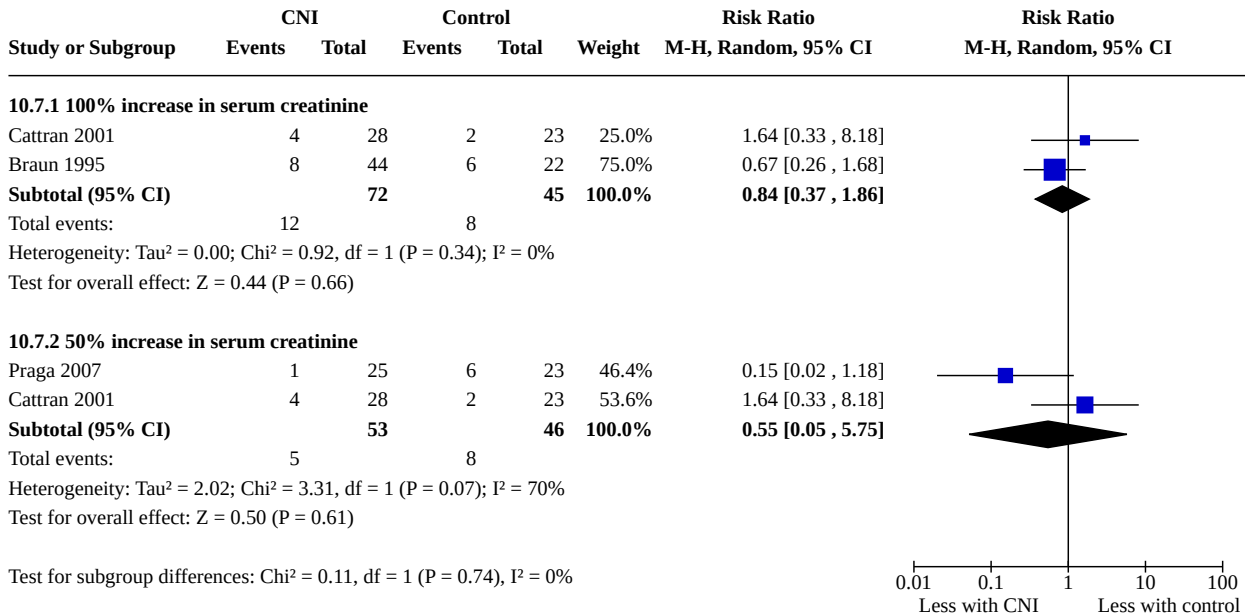 CNI Control Risk Ratio Risk Ratio
Study or Subgroup Events Total Events Total Weight M-H, Random, 95% CI M-H, Random, 95% CI
10.7.1 100% increase in serum creatinine
Cattran 2001 4 28 2 23 25.0% 1.64 [0.33 , 8.18]
Braun 1995 8 44 6 22 75.0% 0.67 [0.26 , 1.68]
Subtotal (95% CI) 72 45 100.0% 0.84 [0.37 , 1.86]
Total events: 12 8
Heterogeneity: Tau² = 0.00; Chi² = 0.92, df = 1 (P = 0.34); I² = 0%
Test for overall effect: Z = 0.44 (P = 0.66)
10.7.2 50% increase in serum creatinine
Praga 2007 1 25 6 23 46.4% 0.15 [0.02 , 1.18]
Cattran 2001 4 28 2 23 53.6% 1.64 [0.33 , 8.18]
Subtotal (95% CI) 53 46 100.0% 0.55 [0.05 , 5.75]
Total events: 5 8
Heterogeneity: Tau² = 2.02; Chi² = 3.31, df = 1 (P = 0.07); I² = 70%
Test for overall effect: Z = 0.50 (P = 0.61)
Test for subgroup differences: Chi² = 0.11, df = 1 (P = 0.74), I² = 0%
0.01 0.1 1 10 100
Less with CNI Less with control